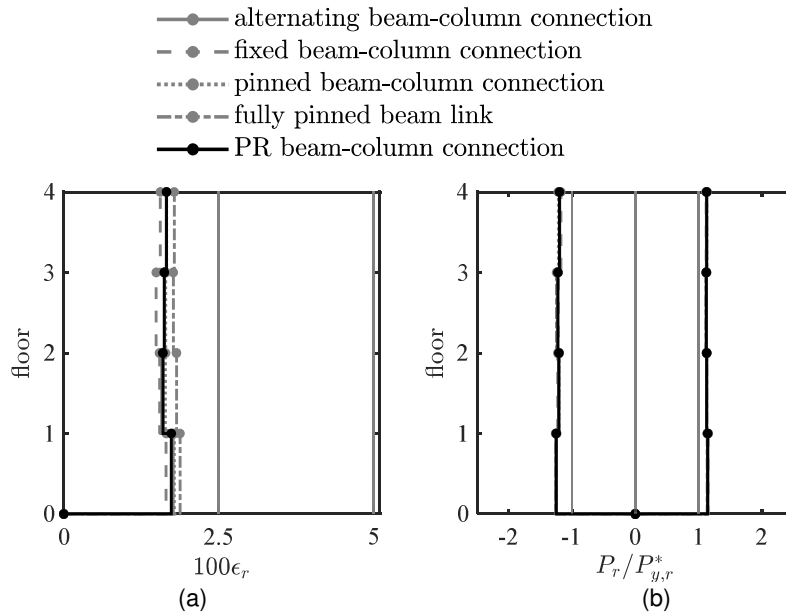 alternating beam-column connection
fixed beam-column connection
pinned beam-column connection
fully pinned beam link
PR beam-column connection
4
3
2
1
0
floor
0 2.5 5
100ϵ_r
(a)
4
3
2
1
0
floor
-2 -1 0 1 2
P_r/P*_{y,r}
(b)